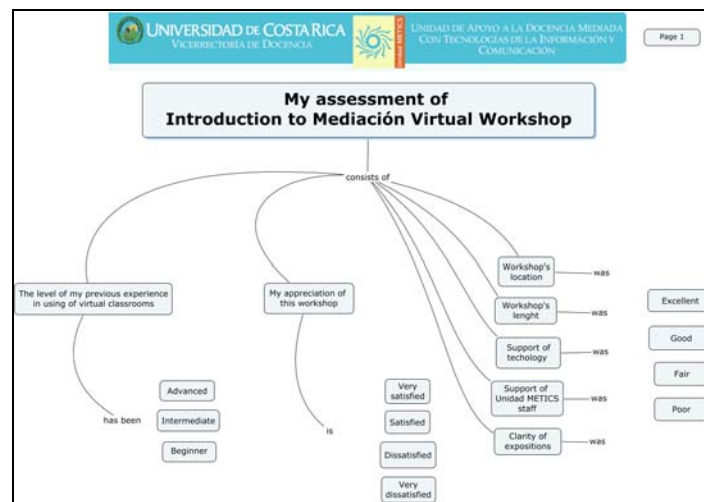 UNIVERSIDAD DE COSTA RICA
VICERRECTORÍA DE DOCENCIA
Unidad METICS
UNIDAD DE APOYO A LA DOCENCIA MEDIADA
CON TECNOLOGÍAS DE LA INFORMACIÓN Y
COMUNICACIÓN
Page 1
My assessment of
Introduction to Mediación Virtual Workshop
consists of
The level of my previous experience
in using of virtual classrooms
has been
Advanced
Intermediate
Beginner
My appreciation of
this workshop
is
Very
satisfied
Satisfied
Dissatisfied
Very
dissatisfied
Workshop's
location
was
Workshop's
lenght
was
Support of
techology
was
Support of
Unidad METICS
staff
was
Clarity of
expositions
was
Excellent
Good
Fair
Poor